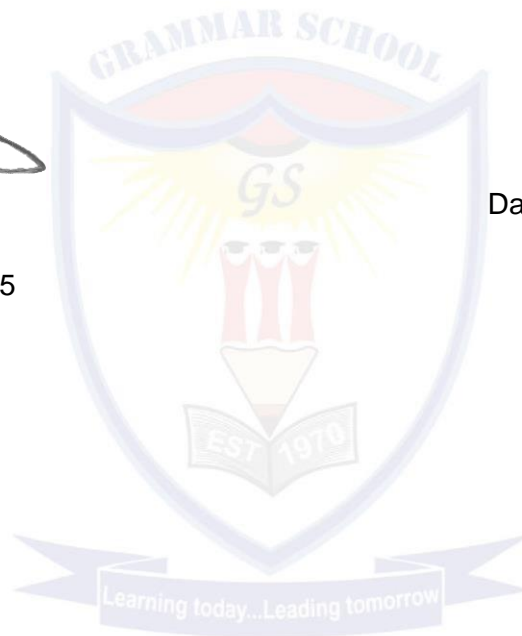 GRAMMAR SCHOOL
GS
Da
5
EST 1970
Learning today...Leading tomorrow